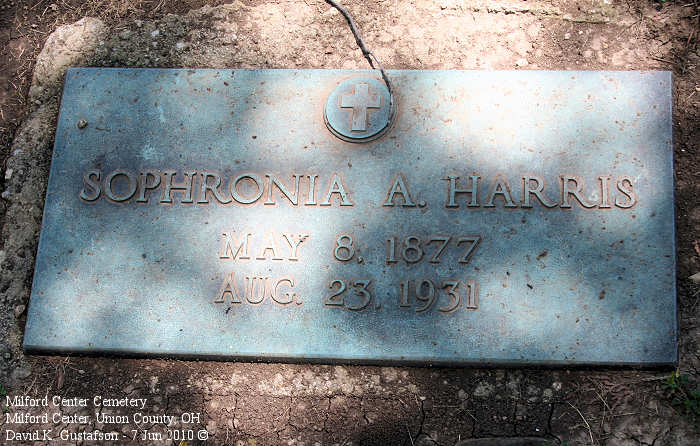 SOPHRONIA A. HARRIS
MAY 8, 1877
AUG. 23, 1931
Milford Center Cemetery
Milford Center, Union County, OH
David K. Gustafson - 7 Jun 2010 ©